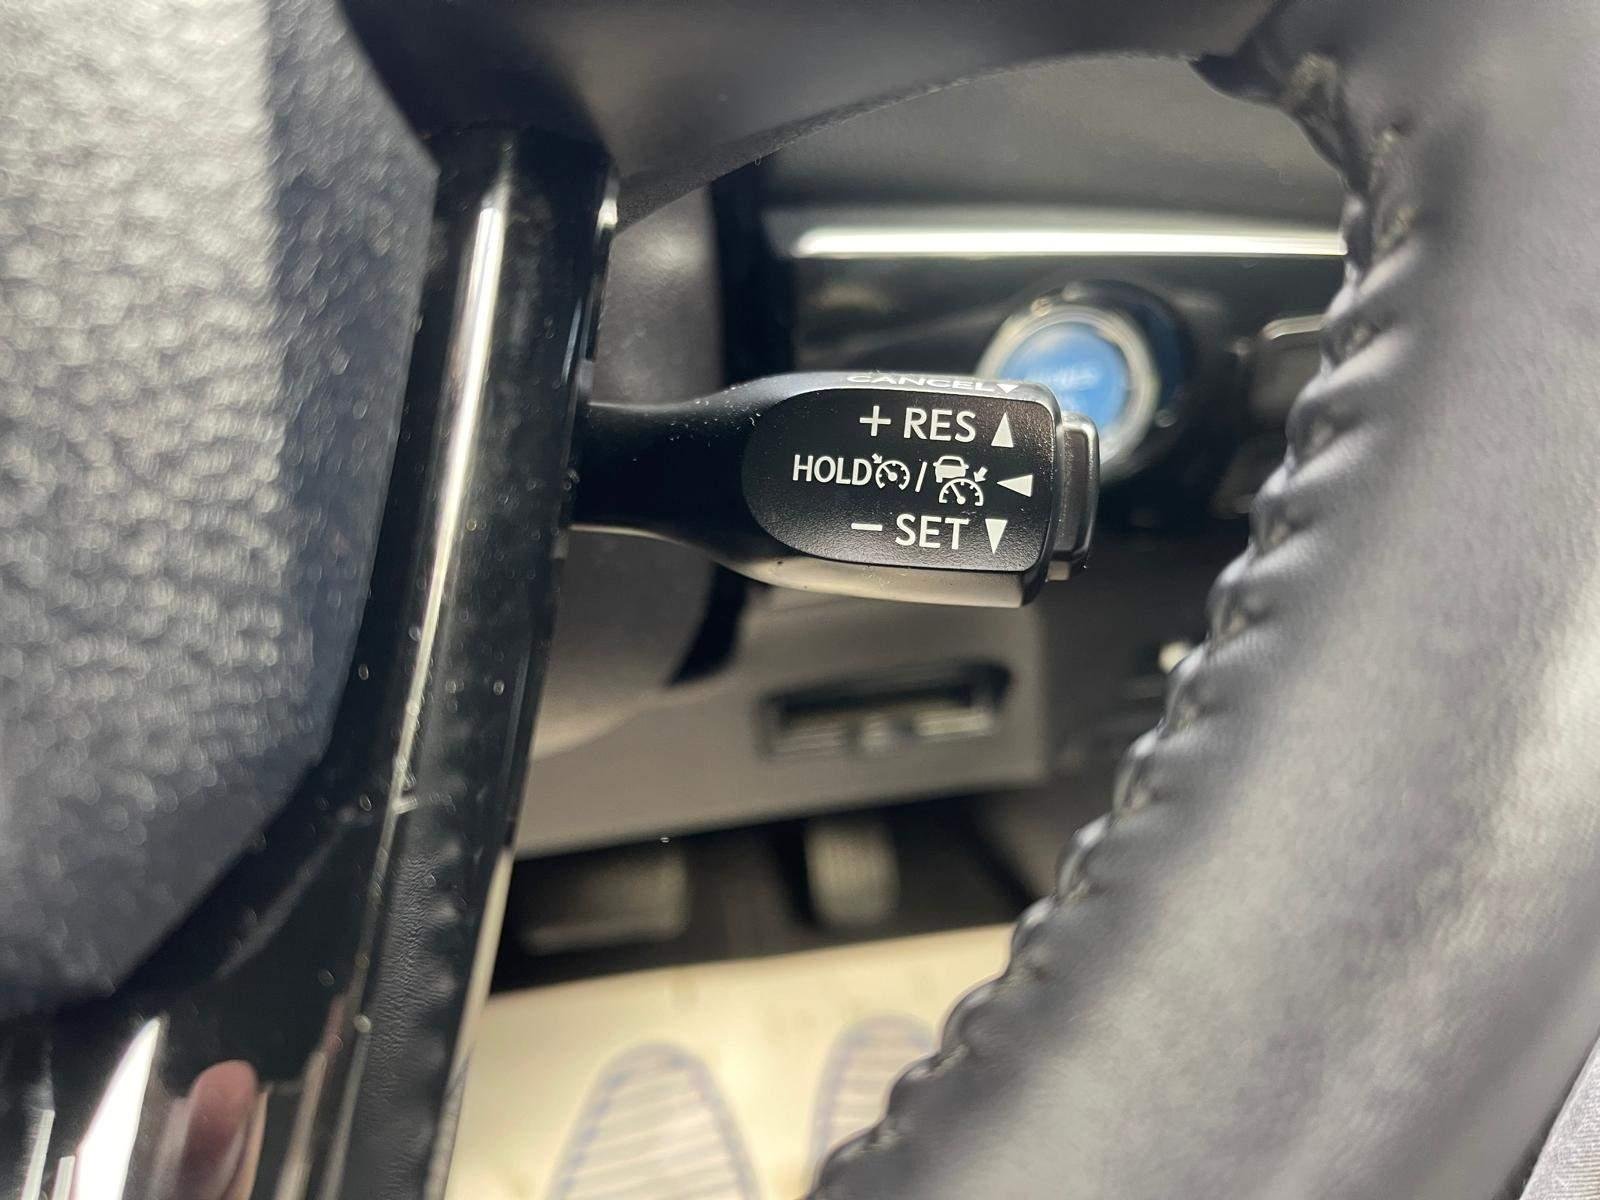 CANCEL
+ RES
HOLD /
− SET